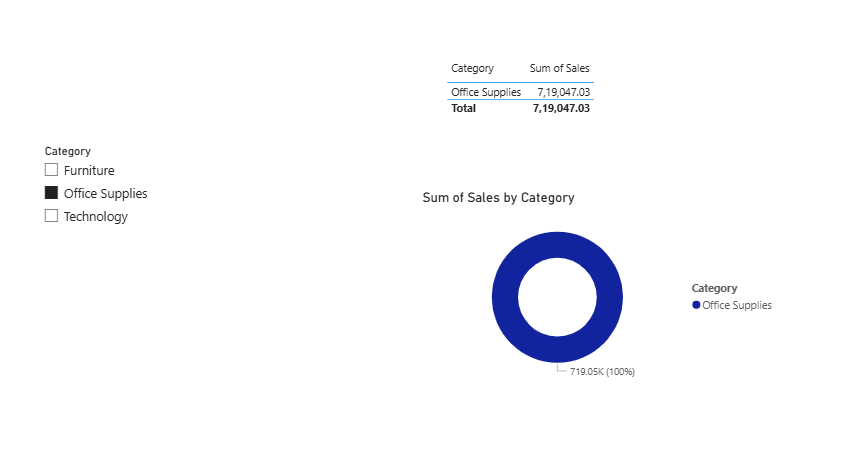 Category Sum of Sales
Office Supplies 7,19,047.03
Total 7,19,047.03
Category
Furniture
Office Supplies
Technology
Sum of Sales by Category
Category
Office Supplies
719.05K (100%)